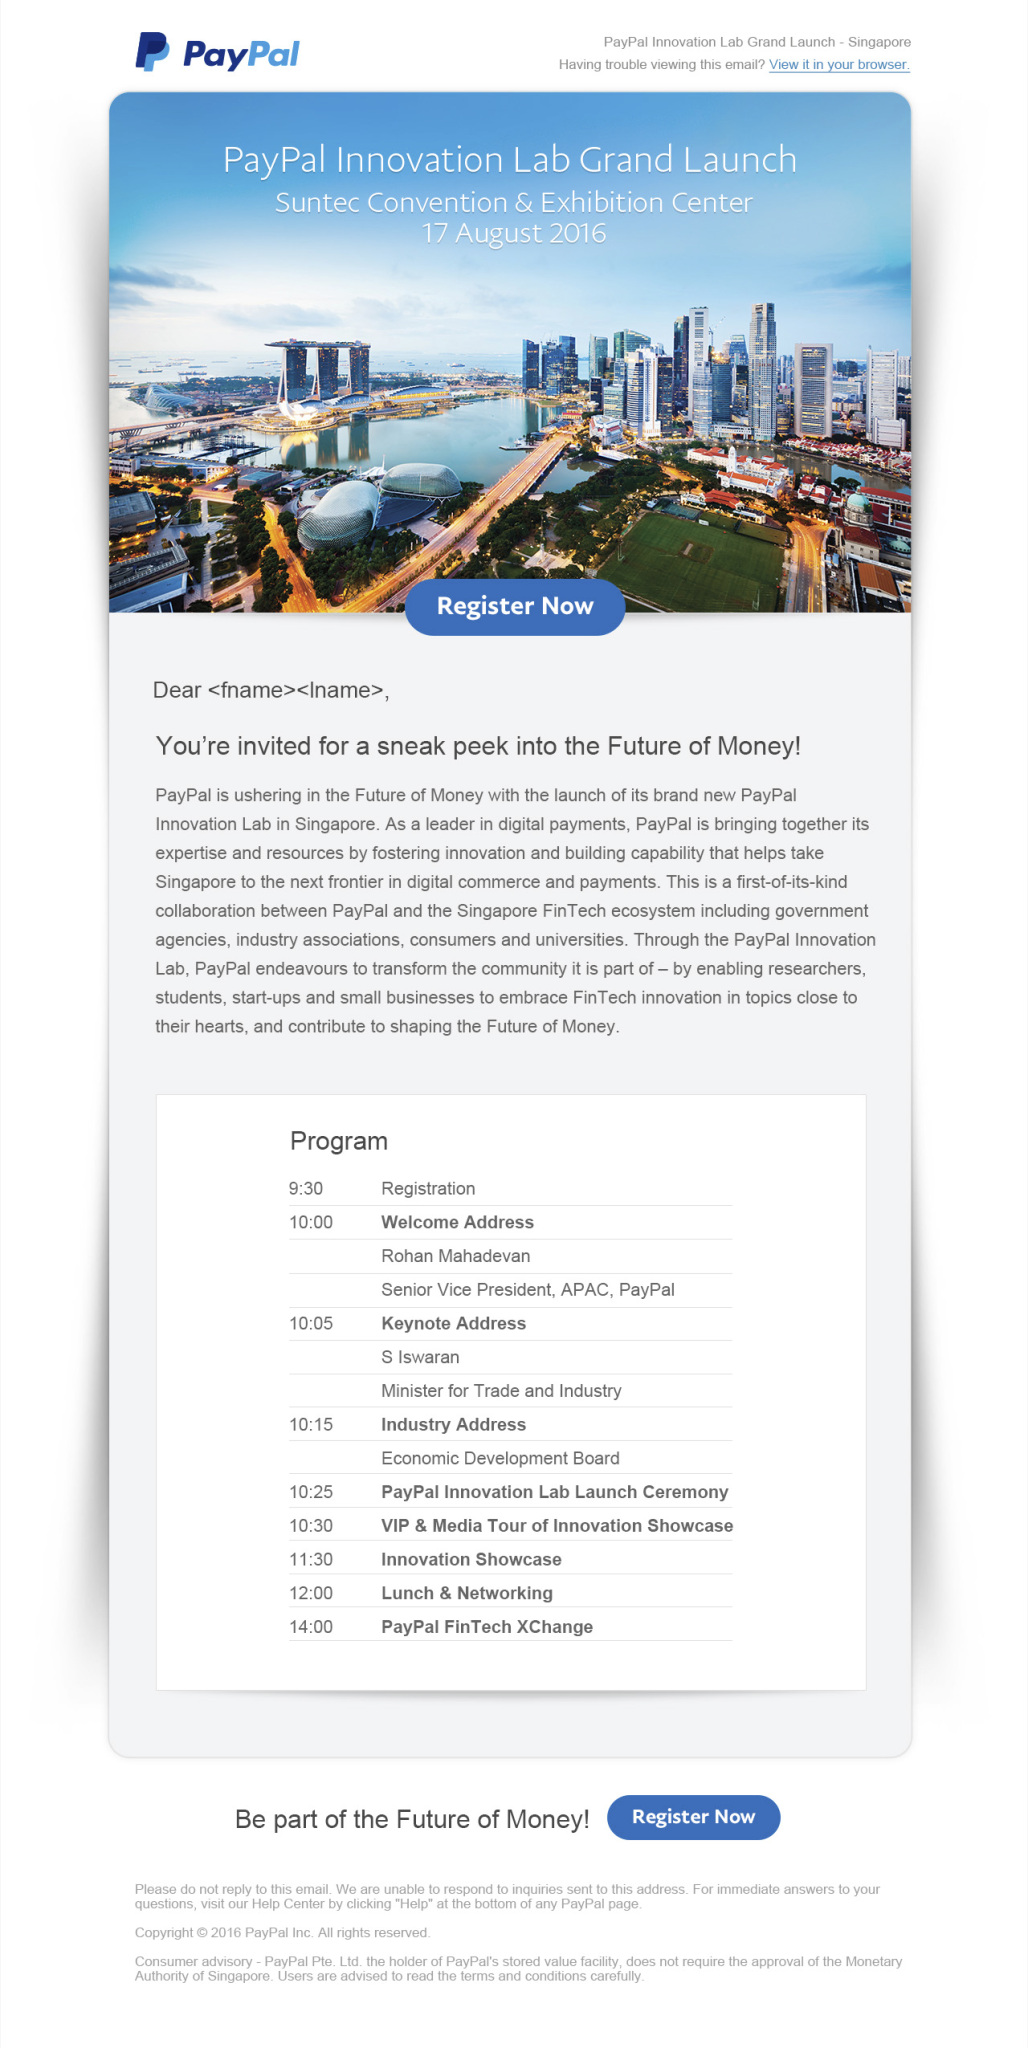 PayPal
PayPal Innovation Lab Grand Launch - Singapore
Having trouble viewing this email? View it in your browser.
PayPal Innovation Lab Grand Launch
Suntec Convention & Exhibition Center
17 August 2016
Register Now
Dear <fname><lname>,
You’re invited for a sneak peek into the Future of Money!
PayPal is ushering in the Future of Money with the launch of its brand new PayPal
Innovation Lab in Singapore. As a leader in digital payments, PayPal is bringing together its
expertise and resources by fostering innovation and building capability that helps take
Singapore to the next frontier in digital commerce and payments. This is a first-of-its-kind
collaboration between PayPal and the Singapore FinTech ecosystem including government
agencies, industry associations, consumers and universities. Through the PayPal Innovation
Lab, PayPal endeavours to transform the community it is part of – by enabling researchers,
students, start-ups and small businesses to embrace FinTech innovation in topics close to
their hearts, and contribute to shaping the Future of Money.
Program
9:30 Registration
10:00 Welcome Address
Rohan Mahadevan
Senior Vice President, APAC, PayPal
10:05 Keynote Address
S Iswaran
Minister for Trade and Industry
10:15 Industry Address
Economic Development Board
10:25 PayPal Innovation Lab Launch Ceremony
10:30 VIP & Media Tour of Innovation Showcase
11:30 Innovation Showcase
12:00 Lunch & Networking
14:00 PayPal FinTech XChange
Be part of the Future of Money! Register Now
Please do not reply to this email. We are unable to respond to inquiries sent to this address. For immediate answers to your
questions, visit our Help Center by clicking "Help" at the bottom of any PayPal page.
Copyright © 2016 PayPal Inc. All rights reserved.
Consumer advisory - PayPal Pte. Ltd. the holder of PayPal's stored value facility, does not require the approval of the Monetary
Authority of Singapore. Users are advised to read the terms and conditions carefully.